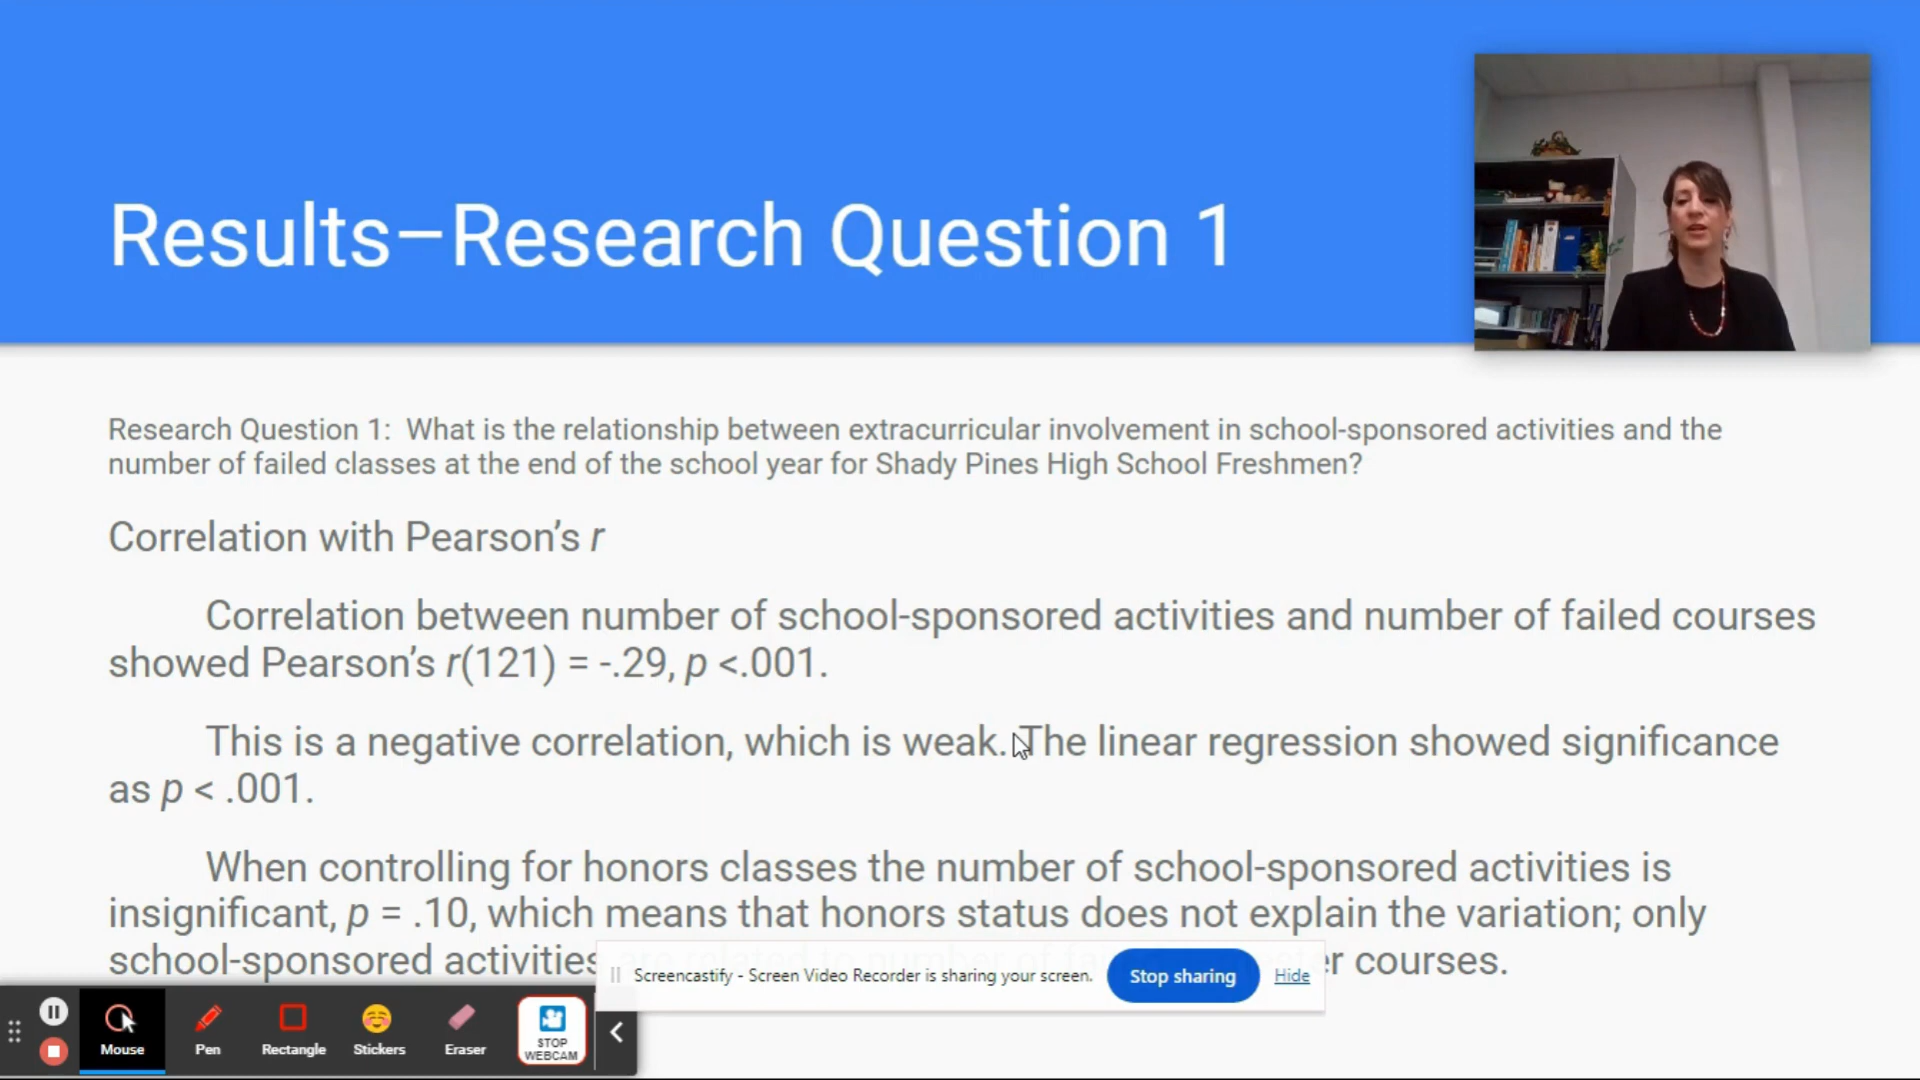 Results–Research Question 1
Research Question 1: What is the relationship between extracurricular involvement in school-sponsored activities and the
number of failed classes at the end of the school year for Shady Pines High School Freshmen?
Correlation with Pearson’s r
Correlation between number of school-sponsored activities and number of failed courses
showed Pearson’s r(121) = -.29, p <.001.
This is a negative correlation, which is weak. The linear regression showed significance
as p < .001.
When controlling for honors classes the number of school-sponsored activities is
insignificant, p = .10, which means that honors status does not explain the variation; only
school-sponsored activities are related to number of courses.
Screencastify - Screen Video Recorder is sharing your screen.
Stop sharing
Hide
Mouse
Pen
Rectangle
Stickers
Eraser
STOP
WEBCAM